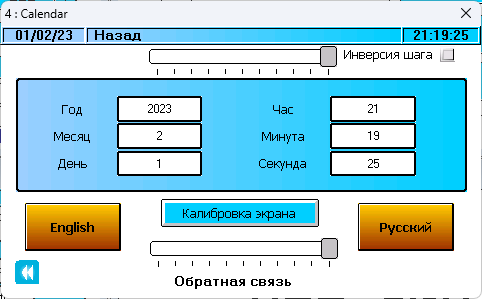 4 : Calendar
01/02/23 Назад 21:19:25
Инверсия шага
Год 2023 Час 21
Месяц 2 Минута 19
День 1 Секунда 25
English Калибровка экрана Русский
Обратная связь